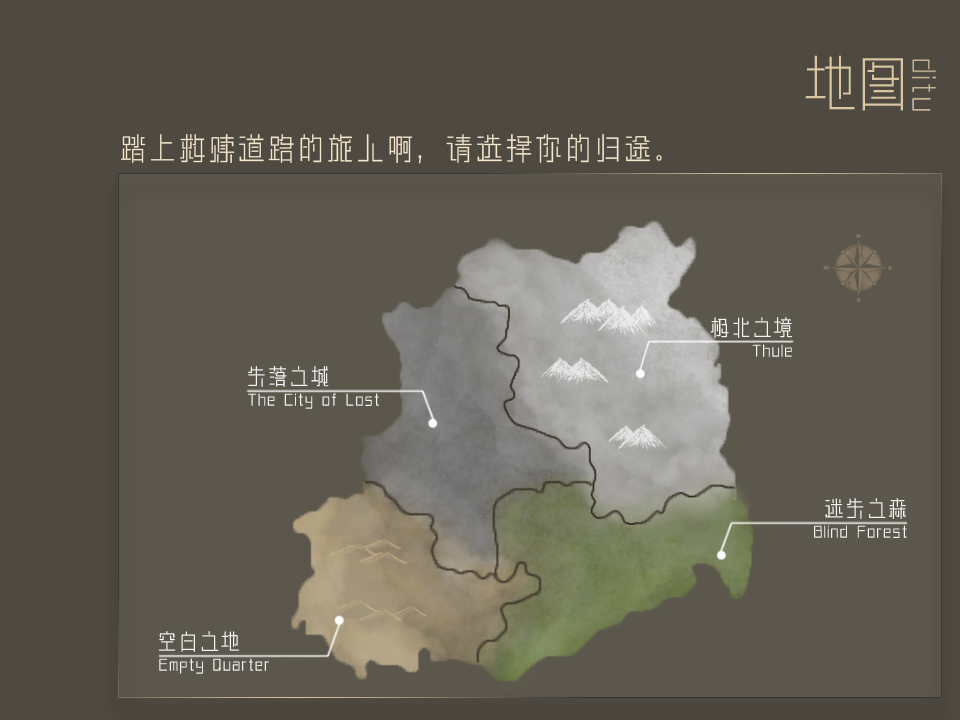 地图
ditu
踏上救赎道路的旅人啊，请选择你的归途。
极北之境
Thule
失落之城
The City of Lost
迷失之森
Blind Forest
空白之地
Empty Quarter